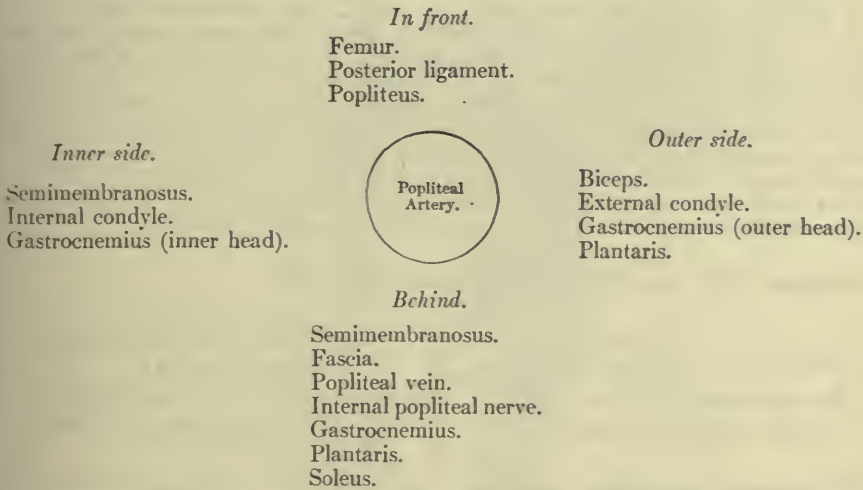 In front.
Femur.
Posterior ligament.
Popliteus.
Inner side.
Semimembranosus.
Internal condyle.
Gastrocnemius (inner head).
Popliteal
Artery.
Outer side.
Biceps.
External condyle.
Gastrocnemius (outer head).
Plantaris.
Behind.
Semimembranosus.
Fascia.
Popliteal vein.
Internal popliteal nerve.
Gastrocnemius.
Plantaris.
Soleus.